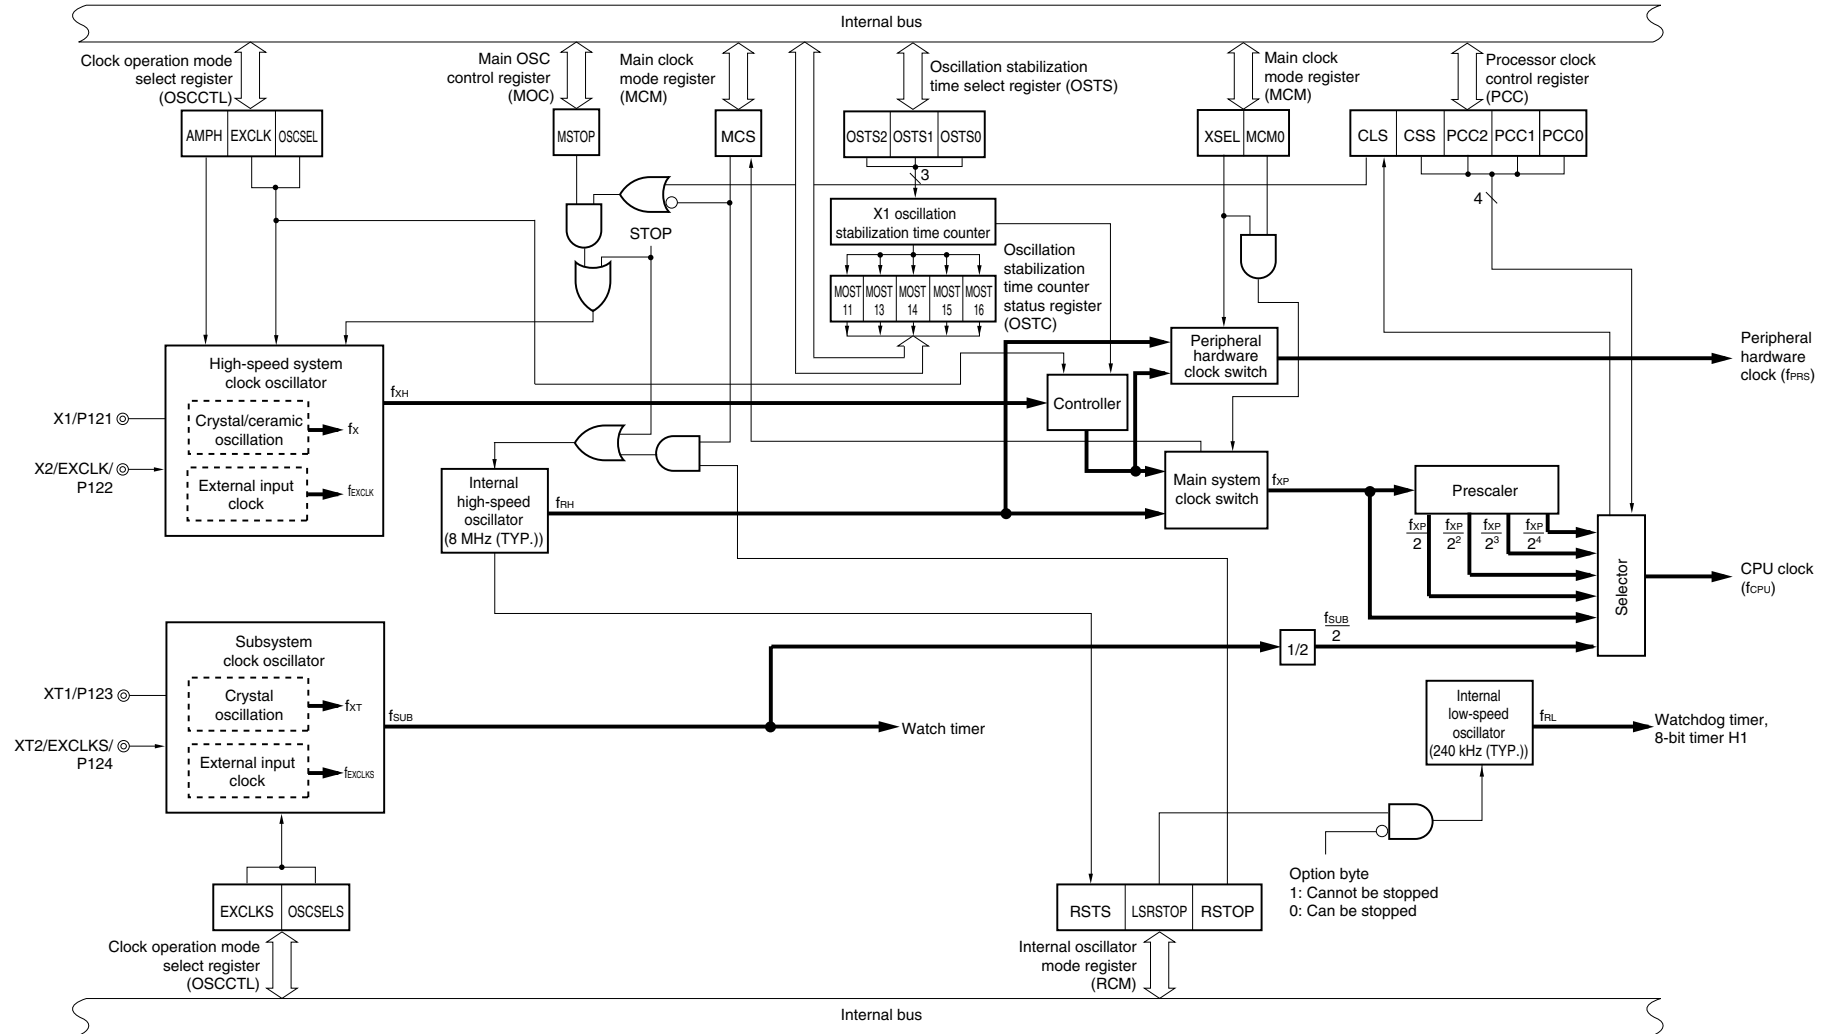 Internal bus
Clock operation mode
select register
(OSCCTL)
Main OSC
control register
(MOC)
Main clock
mode register
(MCM)
Oscillation stabilization
time select register (OSTS)
Main clock
mode register
(MCM)
Processor clock
control register
(PCC)
AMPH EXCLK OSCSEL
MSTOP
MCS
OSTS2 OSTS1 OSTS0
XSEL MCM0
CLS CSS PCC2 PCC1 PCC0
3
4
STOP
X1 oscillation
stabilization time counter
Oscillation
stabilization
time counter
status register
(OSTC)
MOST 11
MOST 13
MOST 14
MOST 15
MOST 16
High-speed system
clock oscillator
Crystal/ceramic
oscillation
fX
External input
clock
fEXCLK
X1/P121
X2/EXCLK/
P122
fXH
Controller
Peripheral
hardware
clock switch
Peripheral
hardware
clock (fPRS)
Internal
high-speed
oscillator
(8 MHz (TYP.))
fRH
Main system
clock switch
fXP
Prescaler
fXP
2
fXP
2²
fXP
2³
fXP
2⁴
Selector
CPU clock
(fCPU)
fSUB
2
1/2
Subsystem
clock oscillator
Crystal
oscillation
fXT
External input
clock
fEXCLKS
XT1/P123
XT2/EXCLKS/
P124
fSUB
Watch timer
Internal
low-speed
oscillator
(240 kHz (TYP.))
fRL
Watchdog timer,
8-bit timer H1
Option byte
1: Cannot be stopped
0: Can be stopped
EXCLKS OSCSELS
RSTS LSRSTOP RSTOP
Clock operation mode
select register
(OSCCTL)
Internal oscillator
mode register
(RCM)
Internal bus